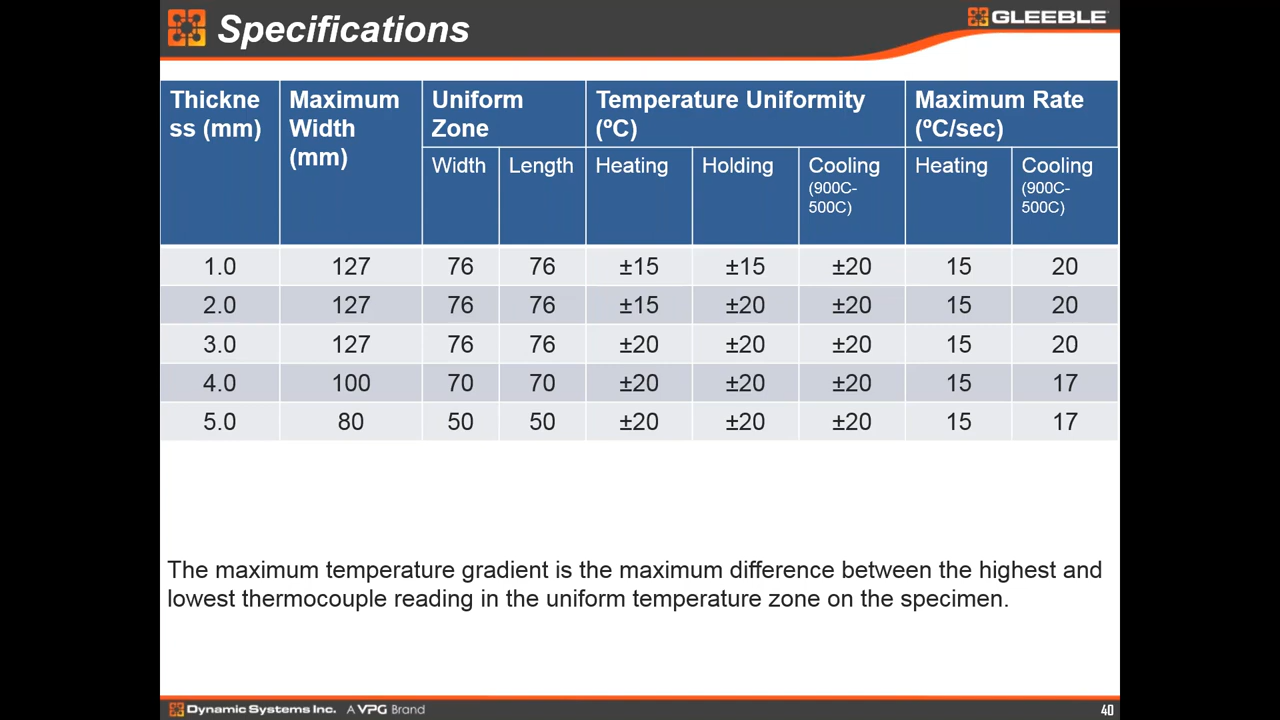 Specifications
GLEEBLE
Thickne
ss (mm)
Maximum
Width
(mm)
Uniform
Zone
Temperature Uniformity
(ºC)
Maximum Rate
(ºC/sec)
Width Length Heating Holding Cooling Heating Cooling
(900C- (900C-
500C) 500C)
1.0 127 76 76 ±15 ±15 ±20 15 20
2.0 127 76 76 ±15 ±20 ±20 15 20
3.0 127 76 76 ±20 ±20 ±20 15 20
4.0 100 70 70 ±20 ±20 ±20 15 17
5.0 80 50 50 ±20 ±20 ±20 15 17
The maximum temperature gradient is the maximum difference between the highest and
lowest thermocouple reading in the uniform temperature zone on the specimen.
Dynamic Systems Inc. A VPG Brand
40